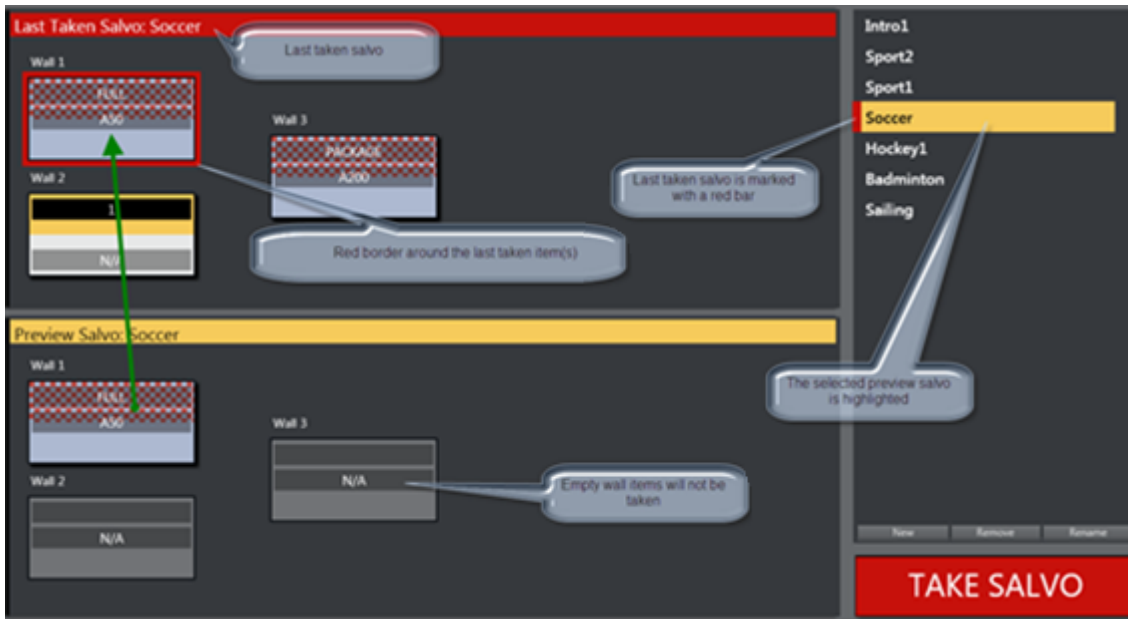 Last Taken Salvo: Soccer
Last taken salvo
Wall 1
FULL
A50
Wall 3
PACKAGE
A200
Wall 2
1
N/A
Red border around the last taken item(s)
Preview Salvo: Soccer
Wall 1
FULL
A50
Wall 3
N/A
Wall 2
N/A
Empty wall items will not be
taken
Intro1
Sport2
Sport1
Soccer
Hockey1
Badminton
Sailing
Last taken salvo is marked
with a red bar
The selected preview salvo
is highlighted
New Remove Rename
TAKE SALVO